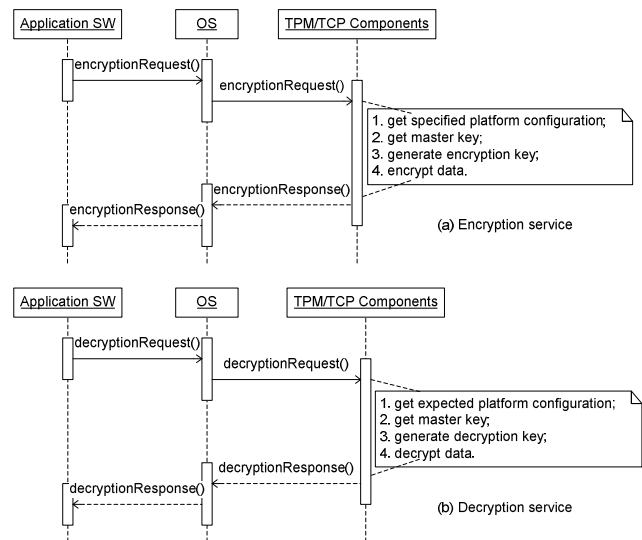 Application SW
OS
TPM/TCP Components
encryptionRequest()
encryptionRequest()
1. get specified platform configuration;
2. get master key;
3. generate encryption key;
4. encrypt data.
encryptionResponse()
encryptionResponse()
(a) Encryption service
Application SW
OS
TPM/TCP Components
decryptionRequest()
decryptionRequest()
1. get expected platform configuration;
2. get master key;
3. generate decryption key;
4. decrypt data.
decryptionResponse()
decryptionResponse()
(b) Decryption service